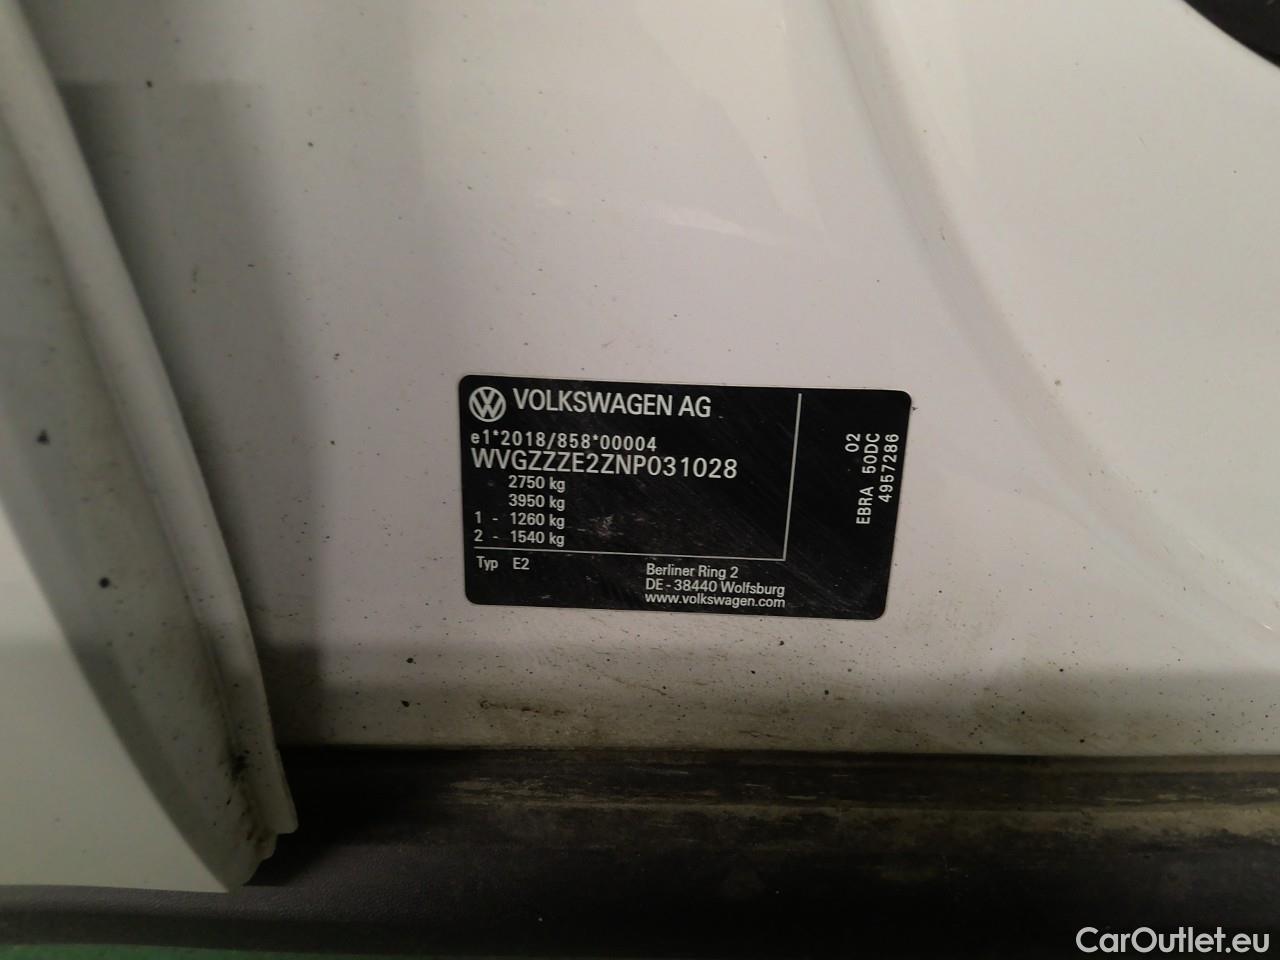 VOLKSWAGEN AG
e1*2018/858*00004
WVGZZZE2ZNP031028
2750 kg
3950 kg
1 - 1260 kg
2 - 1540 kg
Typ E2
Berliner Ring 2
DE - 38440 Wolfsburg
www.volkswagen.com
02
EBRA 50DC
4957286
CarOutlet.eu